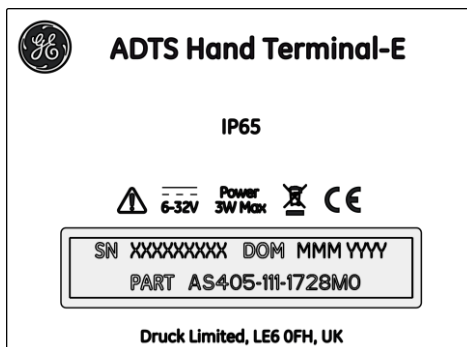 GE
ADTS Hand Terminal-E
IP65
6-32V
Power
3W Max
CE
SN XXXXXXXXX DOM MMM YYYY
PART AS405-111-1728M0
Druck Limited, LE6 0FH, UK